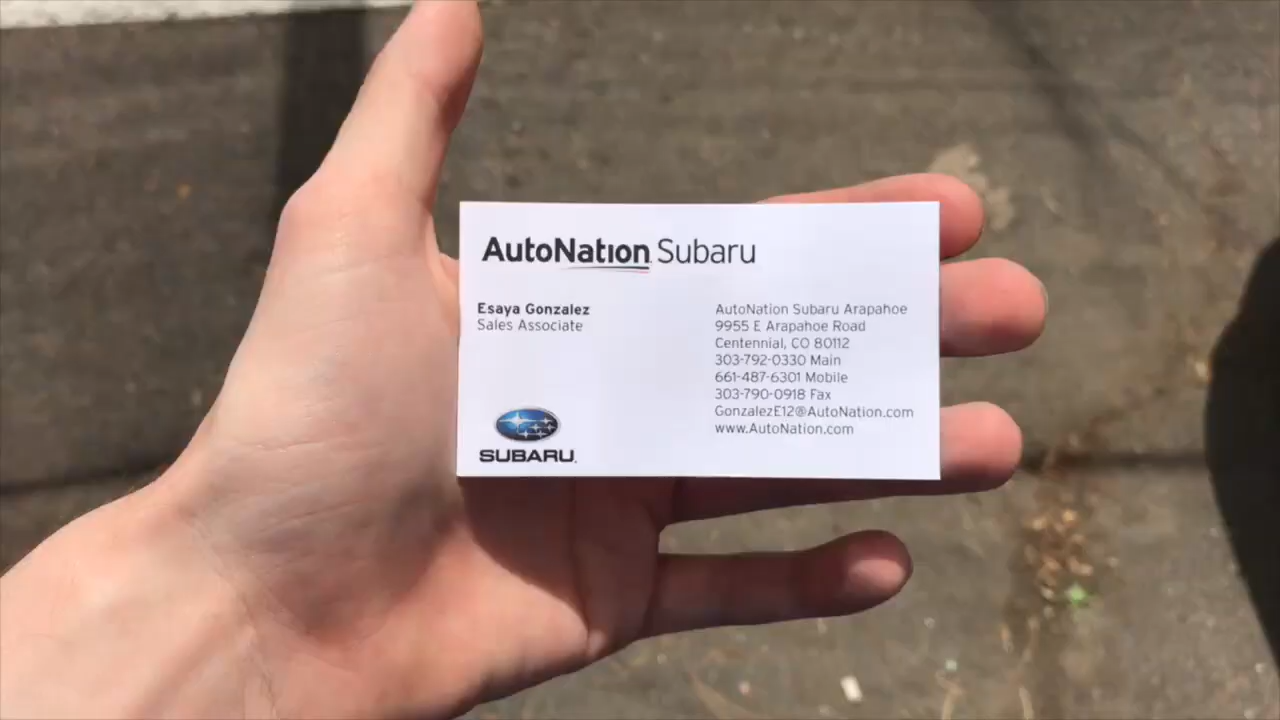 AutoNation Subaru
Esaya Gonzalez
Sales Associate
AutoNation Subaru Arapahoe
9955 E Arapahoe Road
Centennial, CO 80112
303-792-0330 Main
661-487-6301 Mobile
303-790-0918 Fax
GonzalezE12@AutoNation.com
www.AutoNation.com
SUBARU.